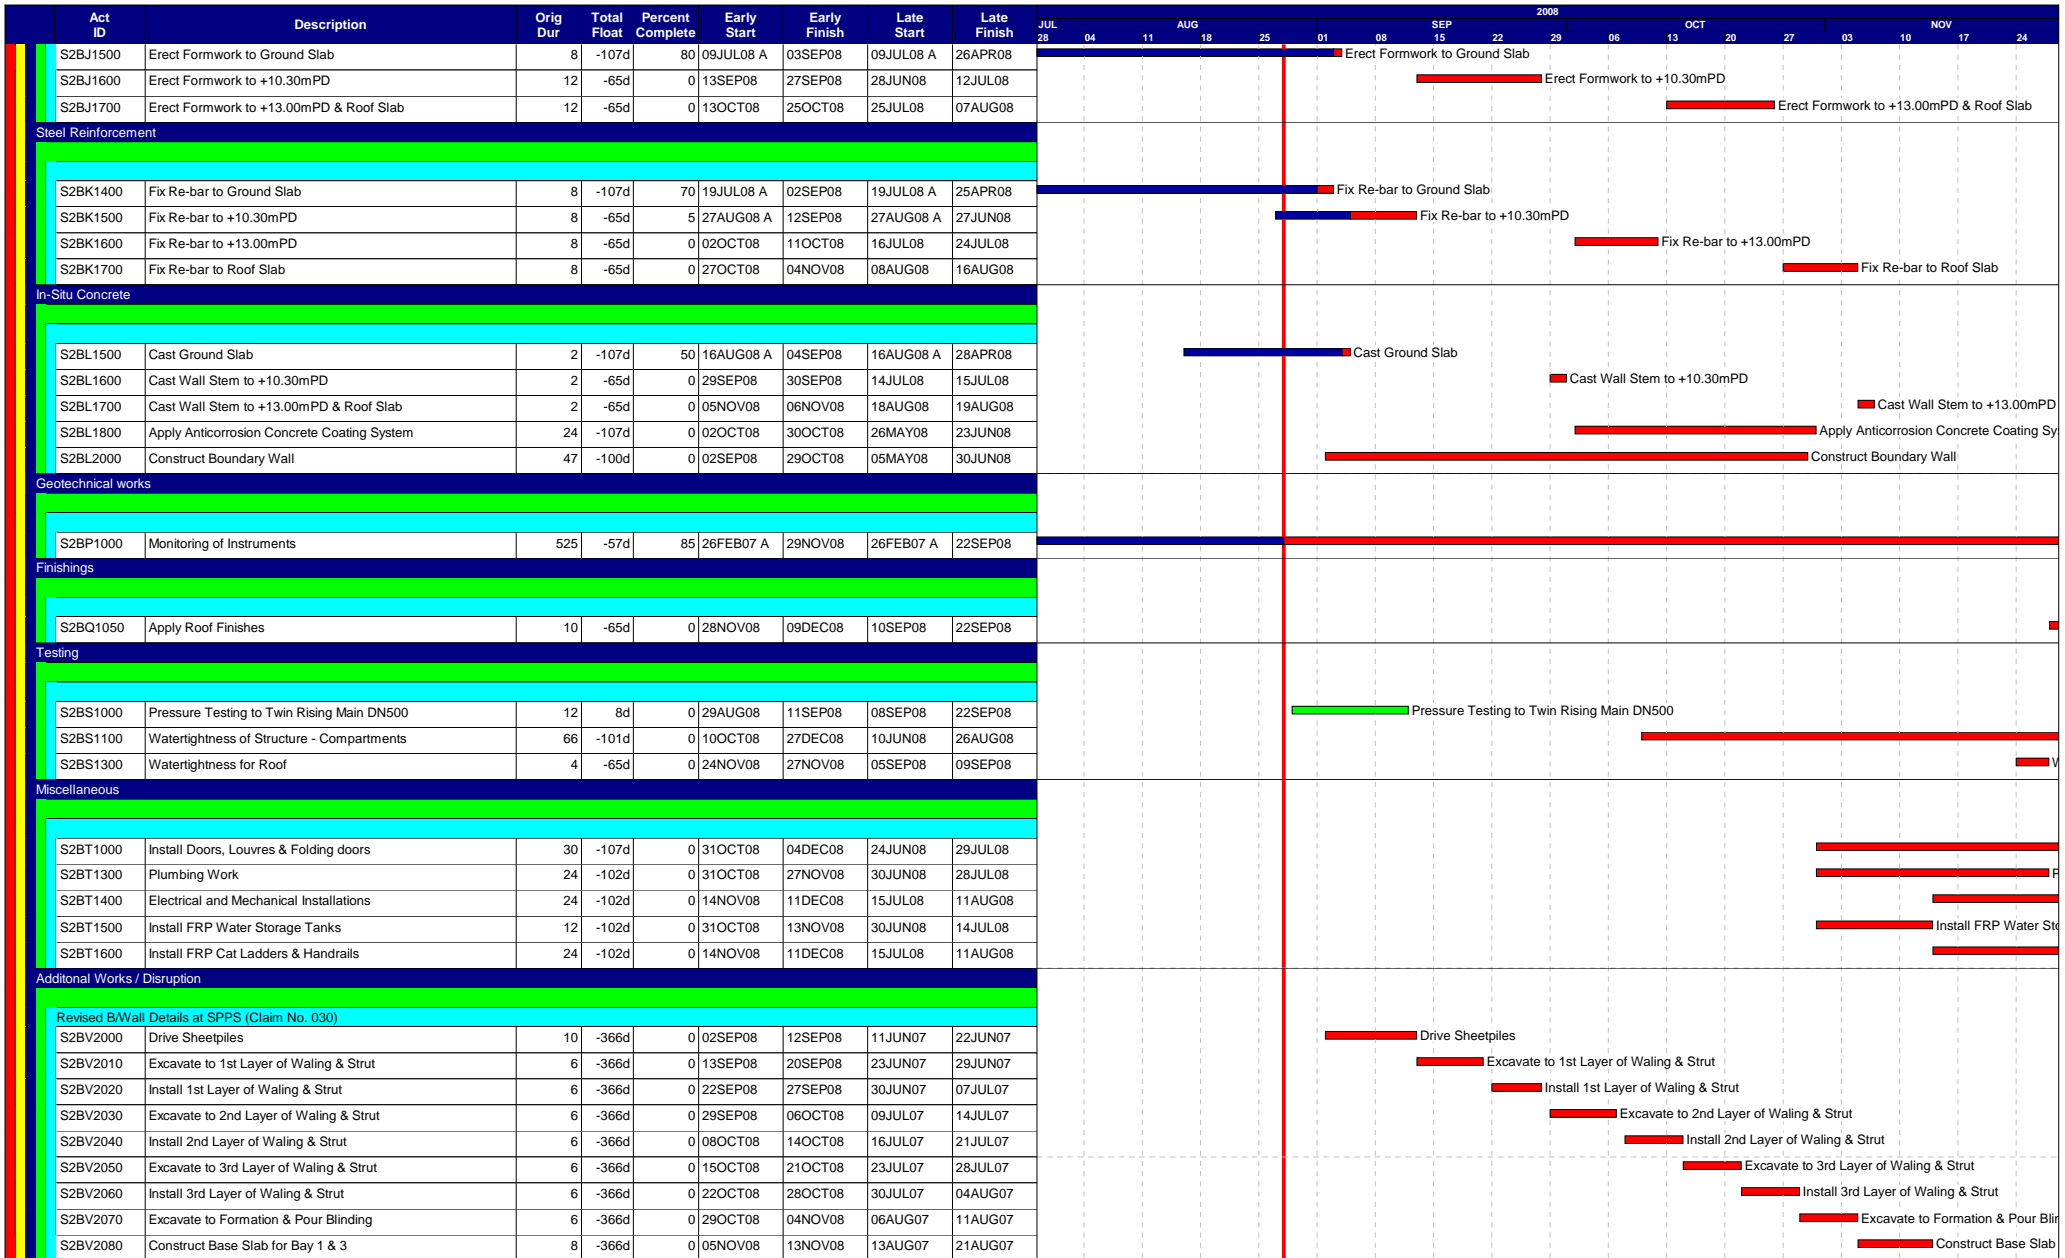 Act ID Description Orig Dur Total Float Percent Complete Early Start Early Finish Late Start Late Finish
2008
JUL AUG SEP OCT NOV
28 04 11 18 25 01 08 15 22 29 06 13 20 27 03 10 17 24
S2BJ1500 Erect Formwork to Ground Slab 8 -107d 80 09JUL08 A 03SEP08 09JUL08 A 26APR08 Erect Formwork to Ground Slab
S2BJ1600 Erect Formwork to +10.30mPD 12 -65d 0 13SEP08 27SEP08 28JUN08 12JUL08 Erect Formwork to +10.30mPD
S2BJ1700 Erect Formwork to +13.00mPD & Roof Slab 12 -65d 0 13OCT08 25OCT08 25JUL08 07AUG08 Erect Formwork to +13.00mPD & Roof Slab
Steel Reinforcement
S2BK1400 Fix Re-bar to Ground Slab 8 -107d 70 19JUL08 A 02SEP08 19JUL08 A 25APR08 Fix Re-bar to Ground Slab
S2BK1500 Fix Re-bar to +10.30mPD 8 -65d 5 27AUG08 A 12SEP08 27AUG08 A 27JUN08 Fix Re-bar to +10.30mPD
S2BK1600 Fix Re-bar to +13.00mPD 8 -65d 0 02OCT08 11OCT08 16JUL08 24JUL08 Fix Re-bar to +13.00mPD
S2BK1700 Fix Re-bar to Roof Slab 8 -65d 0 27OCT08 04NOV08 08AUG08 16AUG08 Fix Re-bar to Roof Slab
In-Situ Concrete
S2BL1500 Cast Ground Slab 2 -107d 50 16AUG08 A 04SEP08 16AUG08 A 28APR08 Cast Ground Slab
S2BL1600 Cast Wall Stem to +10.30mPD 2 -65d 0 29SEP08 30SEP08 14JUL08 15JUL08 Cast Wall Stem to +10.30mPD
S2BL1700 Cast Wall Stem to +13.00mPD & Roof Slab 2 -65d 0 05NOV08 06NOV08 18AUG08 19AUG08 Cast Wall Stem to +13.00mPD
S2BL1800 Apply Anticorrosion Concrete Coating System 24 -107d 0 02OCT08 30OCT08 26MAY08 23JUN08 Apply Anticorrosion Concrete Coating Sy
S2BL2000 Construct Boundary Wall 47 -100d 0 02SEP08 29OCT08 05MAY08 30JUN08 Construct Boundary Wall
Geotechnical works
S2BP1000 Monitoring of Instruments 525 -57d 85 26FEB07 A 29NOV08 26FEB07 A 22SEP08
Finishings
S2BQ1050 Apply Roof Finishes 10 -65d 0 28NOV08 09DEC08 10SEP08 22SEP08
Testing
S2BS1000 Pressure Testing to Twin Rising Main DN500 12 8d 0 29AUG08 11SEP08 08SEP08 22SEP08 Pressure Testing to Twin Rising Main DN500
S2BS1100 Watertightness of Structure - Compartments 66 -101d 0 10OCT08 27DEC08 10JUN08 26AUG08
S2BS1300 Watertightness for Roof 4 -65d 0 24NOV08 27NOV08 05SEP08 09SEP08
Miscellaneous
S2BT1000 Install Doors, Louvres & Folding doors 30 -107d 0 31OCT08 04DEC08 24JUN08 29JUL08
S2BT1300 Plumbing Work 24 -102d 0 31OCT08 27NOV08 30JUN08 28JUL08
S2BT1400 Electrical and Mechanical Installations 24 -102d 0 14NOV08 11DEC08 15JUL08 11AUG08
S2BT1500 Install FRP Water Storage Tanks 12 -102d 0 31OCT08 13NOV08 30JUN08 14JUL08 Install FRP Water Sto
S2BT1600 Install FRP Cat Ladders & Handrails 24 -102d 0 14NOV08 11DEC08 15JUL08 11AUG08
Additonal Works / Disruption
Revised B/Wall Details at SPPS (Claim No. 030)
S2BV2000 Drive Sheetpiles 10 -366d 0 02SEP08 12SEP08 11JUN07 22JUN07 Drive Sheetpiles
S2BV2010 Excavate to 1st Layer of Waling & Strut 6 -366d 0 13SEP08 20SEP08 23JUN07 29JUN07 Excavate to 1st Layer of Waling & Strut
S2BV2020 Install 1st Layer of Waling & Strut 6 -366d 0 22SEP08 27SEP08 30JUN07 07JUL07 Install 1st Layer of Waling & Strut
S2BV2030 Excavate to 2nd Layer of Waling & Strut 6 -366d 0 29SEP08 06OCT08 09JUL07 14JUL07 Excavate to 2nd Layer of Waling & Strut
S2BV2040 Install 2nd Layer of Waling & Strut 6 -366d 0 08OCT08 14OCT08 16JUL07 21JUL07 Install 2nd Layer of Waling & Strut
S2BV2050 Excavate to 3rd Layer of Waling & Strut 6 -366d 0 15OCT08 21OCT08 23JUL07 28JUL07 Excavate to 3rd Layer of Waling & Strut
S2BV2060 Install 3rd Layer of Waling & Strut 6 -366d 0 22OCT08 28OCT08 30JUL07 04AUG07 Install 3rd Layer of Waling & Strut
S2BV2070 Excavate to Formation & Pour Blinding 6 -366d 0 29OCT08 04NOV08 06AUG07 11AUG07 Excavate to Formation & Pour Blin
S2BV2080 Construct Base Slab for Bay 1 & 3 8 -366d 0 05NOV08 13NOV08 13AUG07 21AUG07 Construct Base Slab